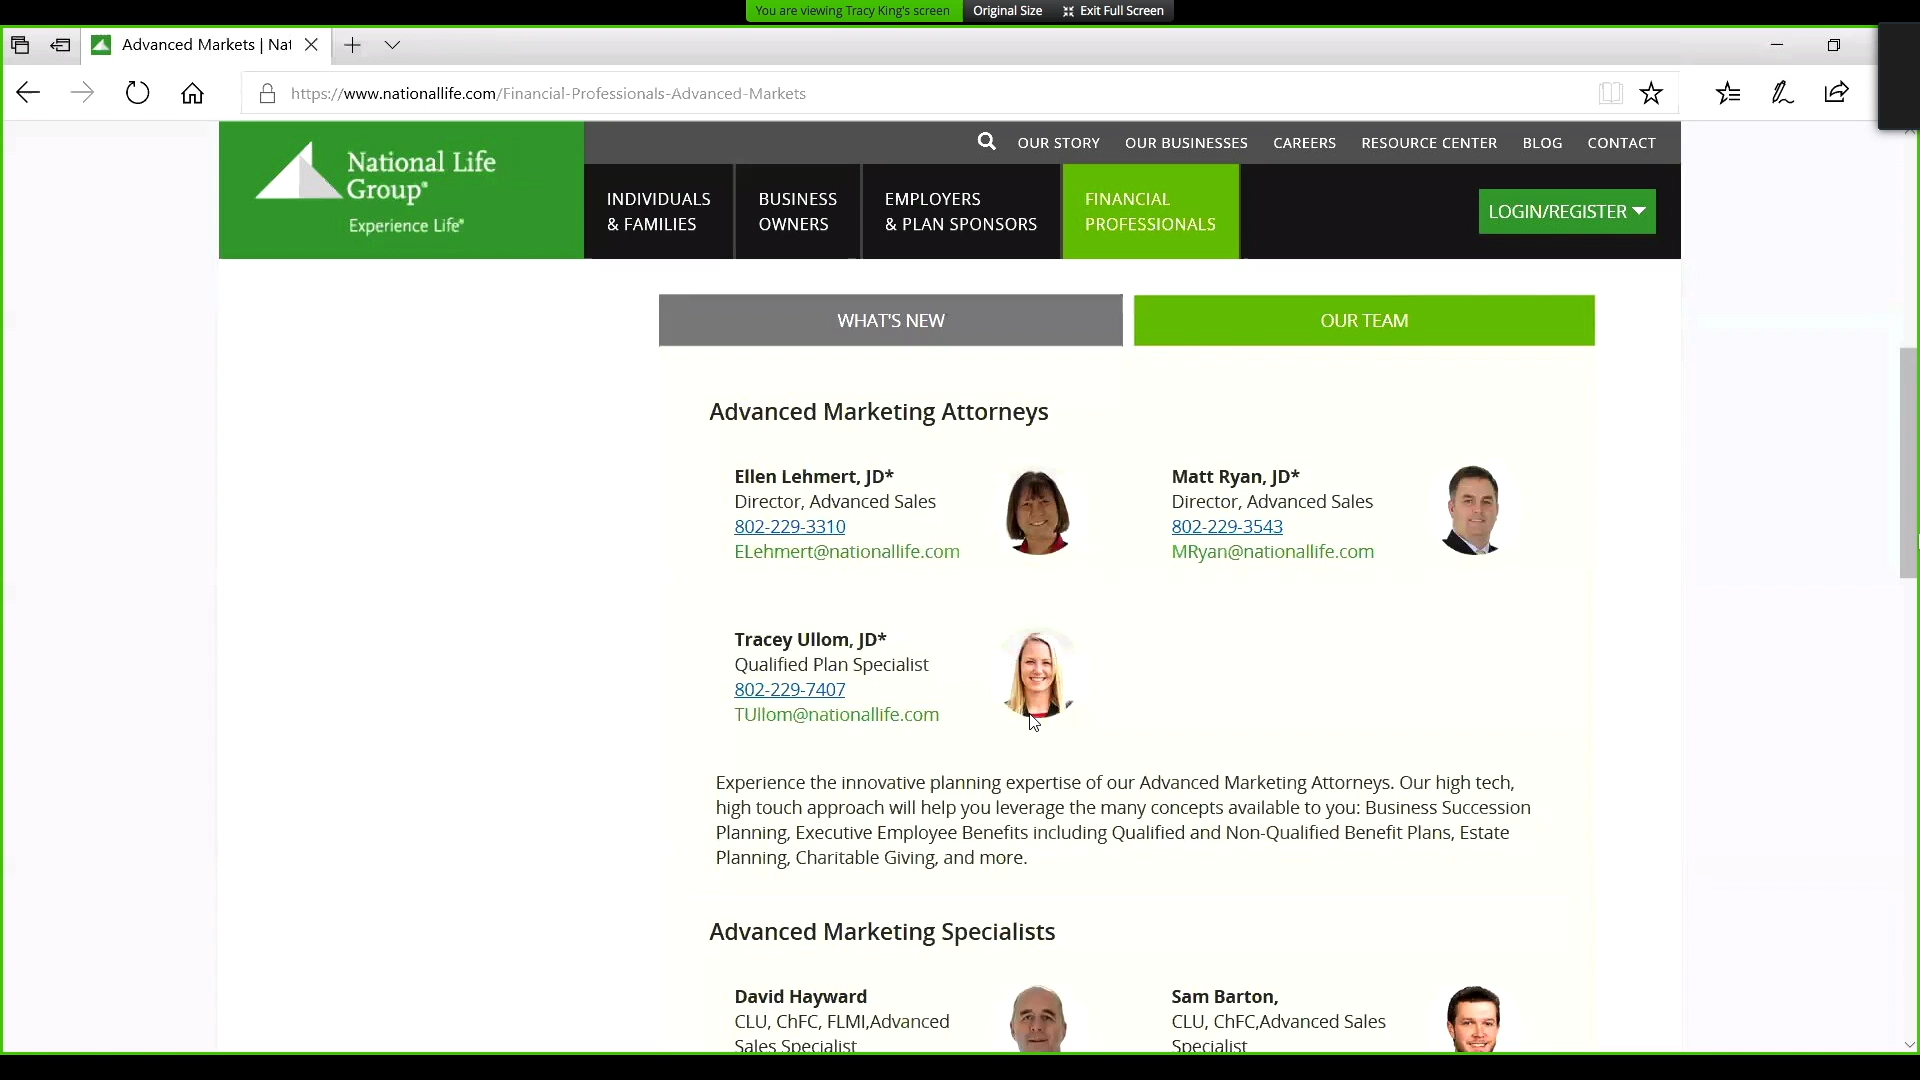 You are viewing Tracy King's screen
Original Size
Exit Full Screen
Advanced Markets | Nat
https://www.nationallife.com/Financial-Professionals-Advanced-Markets
National Life
Group®
Experience Life®
OUR STORY
OUR BUSINESSES
CAREERS
RESOURCE CENTER
BLOG
CONTACT
INDIVIDUALS
& FAMILIES
BUSINESS
OWNERS
EMPLOYERS
& PLAN SPONSORS
FINANCIAL
PROFESSIONALS
LOGIN/REGISTER
WHAT'S NEW
OUR TEAM
Advanced Marketing Attorneys
Ellen Lehmert, JD*
Director, Advanced Sales
802-229-3310
ELehmert@nationallife.com
Matt Ryan, JD*
Director, Advanced Sales
802-229-3543
MRyan@nationallife.com
Tracey Ullom, JD*
Qualified Plan Specialist
802-229-7407
TUllom@nationallife.com
Experience the innovative planning expertise of our Advanced Marketing Attorneys. Our high tech,
high touch approach will help you leverage the many concepts available to you: Business Succession
Planning, Executive Employee Benefits including Qualified and Non-Qualified Benefit Plans, Estate
Planning, Charitable Giving, and more.
Advanced Marketing Specialists
David Hayward
CLU, ChFC, FLMI,Advanced
Sales Specialist
Sam Barton,
CLU, ChFC,Advanced Sales
Specialist